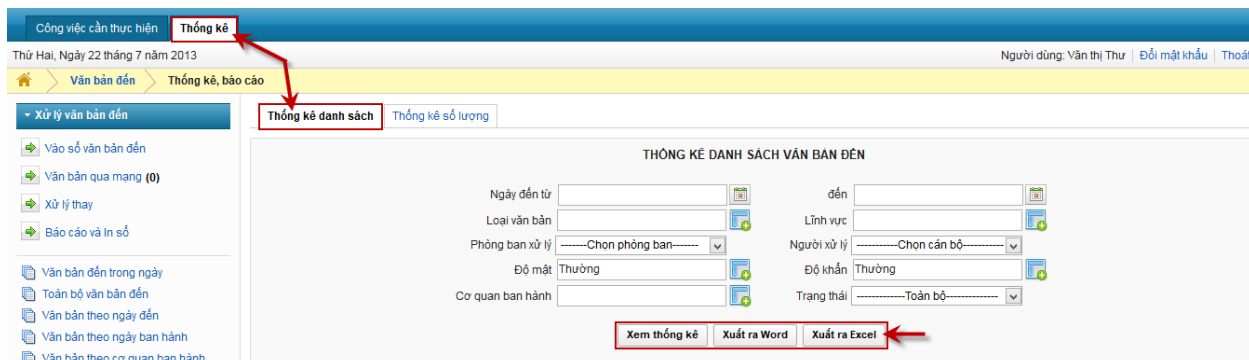 Công việc cần thực hiện Thống kê
Thứ Hai, Ngày 22 tháng 7 năm 2013 Người dùng: Văn thị Thư | Đổi mật khẩu | Thoát
Văn bản đến Thống kê, báo cáo
Xử lý văn bản đến
Vào sổ văn bản đến
Văn bản qua mạng (0)
Xử lý thay
Báo cáo và In sổ
Văn bản đến trong ngày
Toàn bộ văn bản đến
Văn bản theo ngày đến
Văn bản theo ngày ban hành
Văn bản theo cơ quan ban hành
Thống kê danh sách Thống kê số lượng
THỐNG KÊ DANH SÁCH VĂN BẢN ĐẾN
Ngày đến từ đến
Loại văn bản Lĩnh vực
Phòng ban xử lý -------Chọn phòng ban------- Người xử lý -----------Chọn cán bộ-----------
Độ mật Thường Độ khẩn Thường
Cơ quan ban hành Trạng thái -------------Toàn bộ--------------
Xem thống kê Xuất ra Word Xuất ra Excel